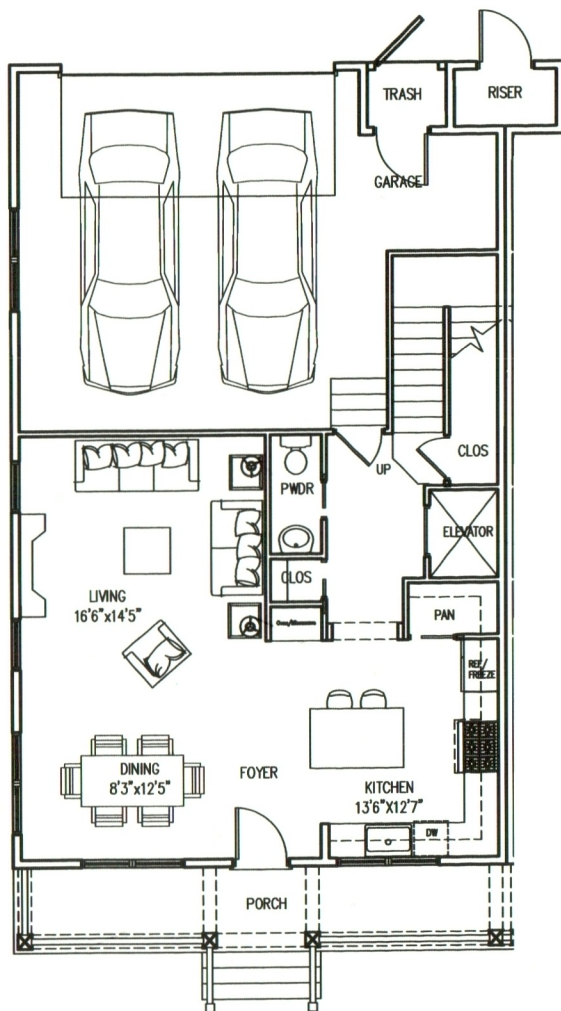 TRASH
RISER
GARAGE
UP
CLOS
PWDR
ELEVATOR
CLOS
LIVING
16'6"x14'5"
PAN
REF/
FREEZE
DINING
8'3"x12'5"
FOYER
KITCHEN
13'6"X12'7"
DW
PORCH